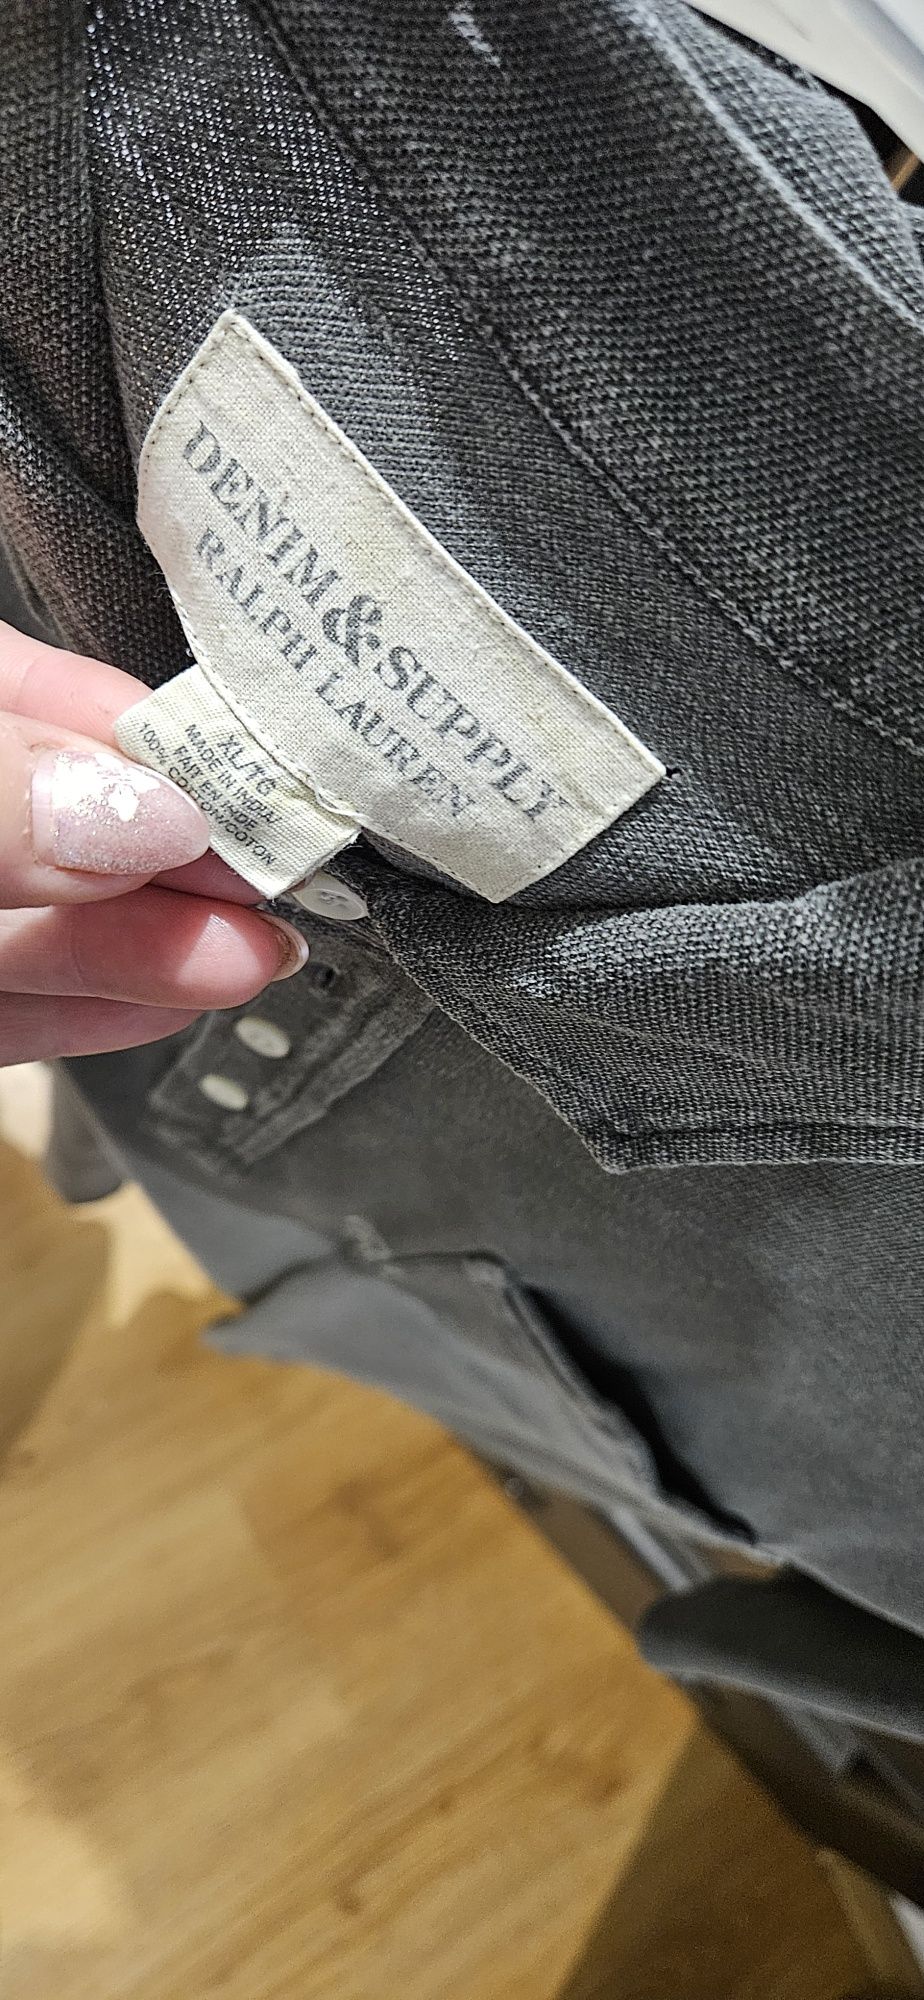 DENIM&SUPPLY
RALPH LAUREN
XL/TG
MADE IN INDIA/
FAIT EN INDE
100% COTTON/COTON